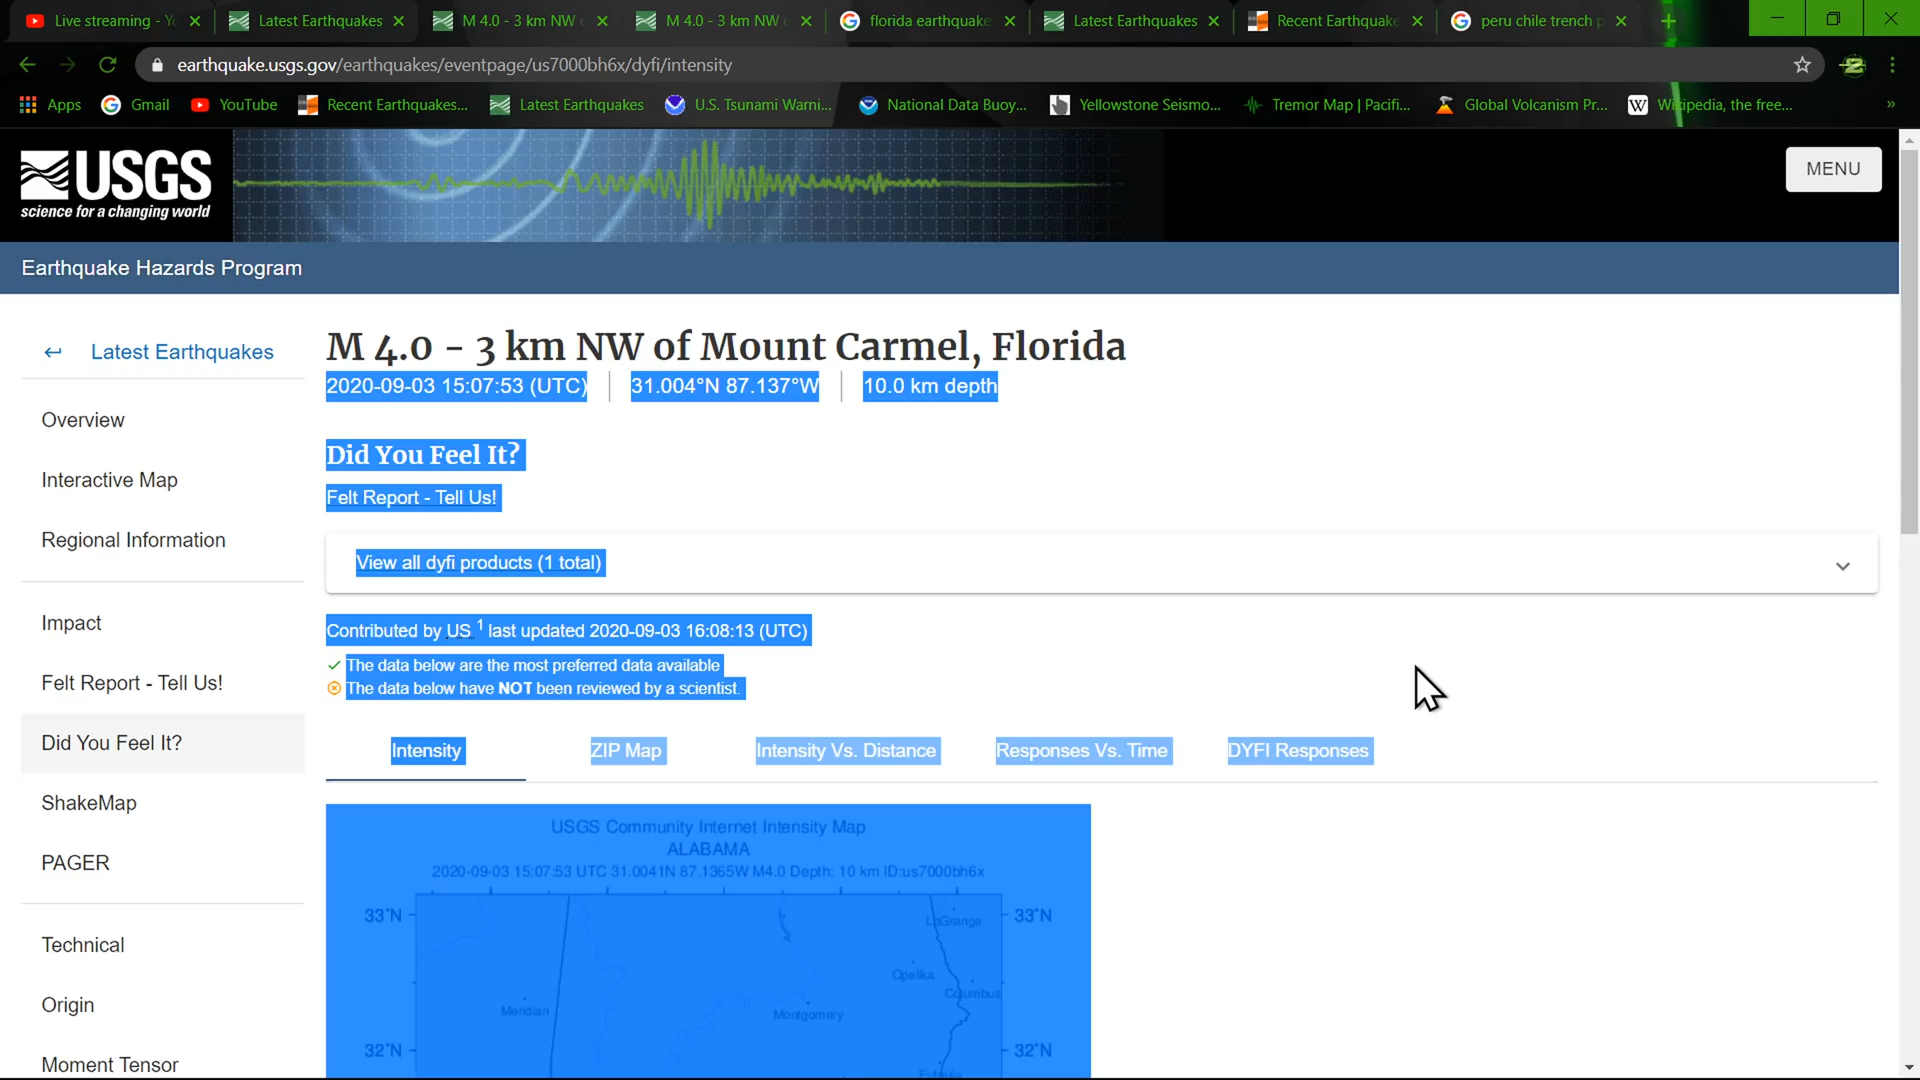 Live streaming - Yo
Latest Earthquakes
M 4.0 - 3 km NW
M 4.0 - 3 km NW
florida earthquake
Latest Earthquakes
Recent Earthquake
peru chile trench
earthquake.usgs.gov/earthquakes/eventpage/us7000bh6x/dyfi/intensity
Apps
Gmail
YouTube
Recent Earthquakes...
Latest Earthquakes
U.S. Tsunami Warni...
National Data Buoy...
Yellowstone Seismo...
Tremor Map | Pacifi...
Global Volcanism Pr...
Wikipedia, the free...
USGS
science for a changing world
MENU
Earthquake Hazards Program
Latest Earthquakes
Overview
Interactive Map
Regional Information
Impact
Felt Report - Tell Us!
Did You Feel It?
ShakeMap
PAGER
Technical
Origin
Moment Tensor
M 4.0 - 3 km NW of Mount Carmel, Florida
2020-09-03 15:07:53 (UTC)
31.004°N 87.137°W
10.0 km depth
Did You Feel It?
Felt Report - Tell Us!
View all dyfi products (1 total)
Contributed by US 1 last updated 2020-09-03 16:08:13 (UTC)
The data below are the most preferred data available
The data below have NOT been reviewed by a scientist.
Intensity
ZIP Map
Intensity Vs. Distance
Responses Vs. Time
DYFI Responses
USGS Community Internet Intensity Map
ALABAMA
2020-09-03 15:07:53 UTC 31.0041N 87.1365W M4.0 Depth: 10 km ID:us7000bh6x
33°N
33°N
LaGrange
Opelika
Columbus
Meridian
Montgomery
32°N
32°N
Eufaula